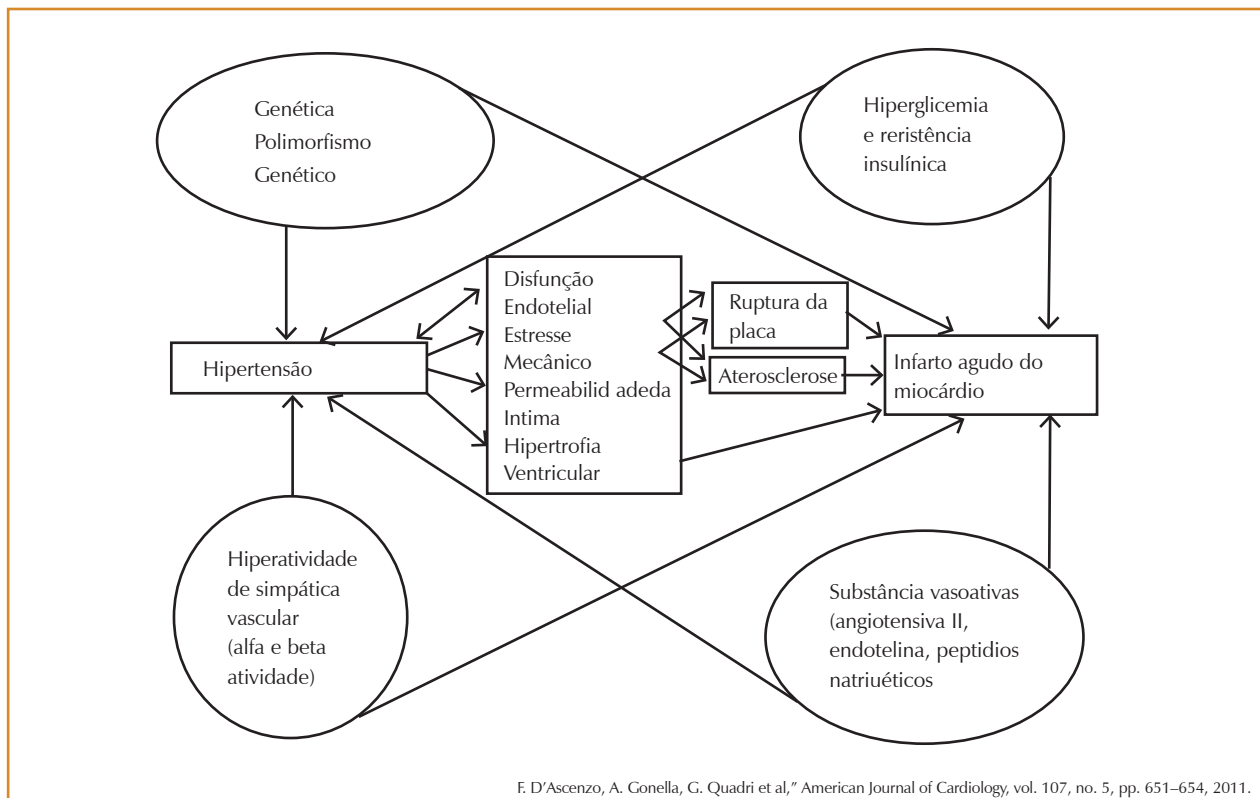 Genética
Polimorfismo
Genético
Hiperglicemia
e reristência
insulínica
Disfunção
Endotelial
Estresse
Mecânico
Permeabilid adeda
Intima
Hipertrofia
Ventricular
Ruptura da
placa
Aterosclerose
Hipertensão
Infarto agudo do
miocárdio
Hiperatividade
de simpática
vascular
(alfa e beta
atividade)
Substância vasoativas
(angiotensiva II,
endotelina, peptidios
natriuéticos
F. D’Ascenzo, A. Gonella, G. Quadri et al,” American Journal of Cardiology, vol. 107, no. 5, pp. 651–654, 2011.